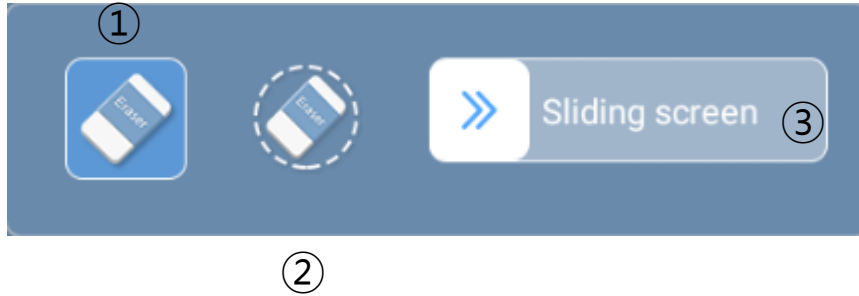 ①
Eraser
Eraser
Sliding screen
③
②